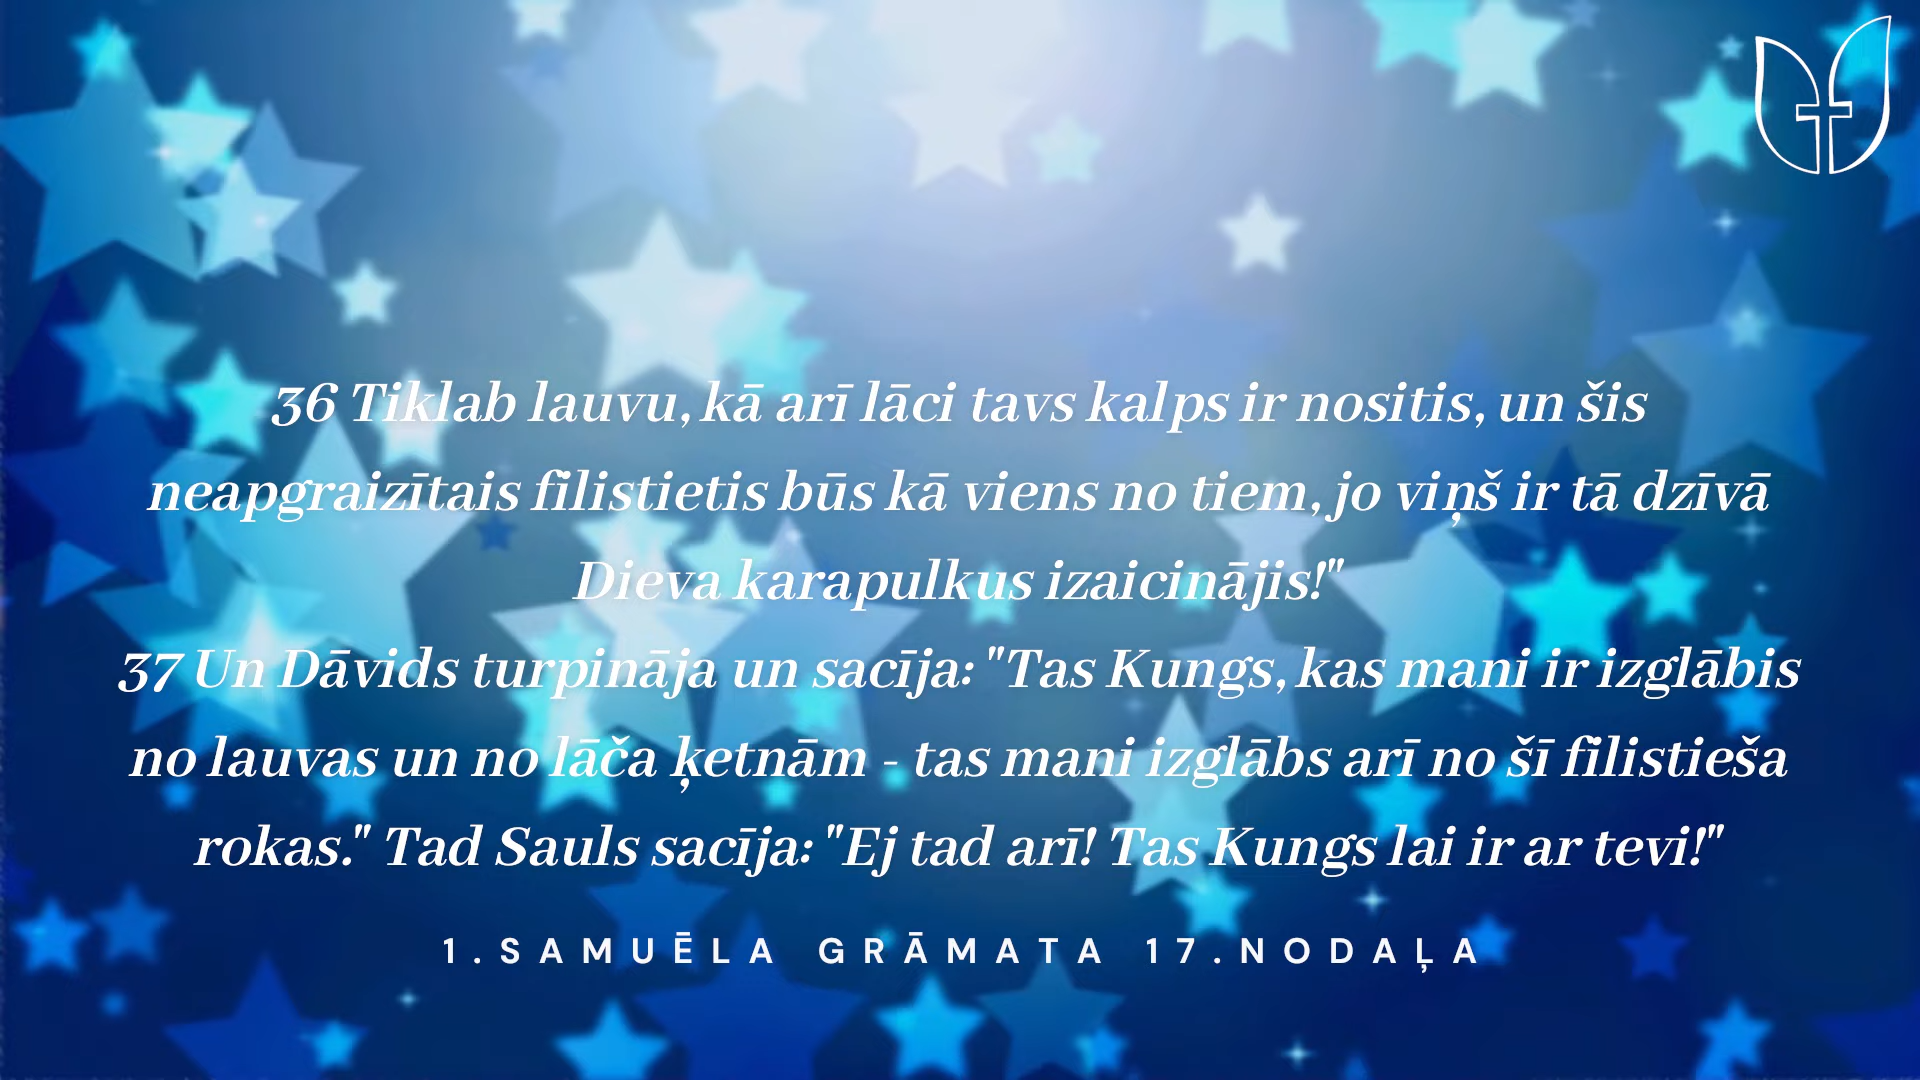 36 Tiklab lauvu, kā arī lāci tavs kalps ir nositis, un šis
neapgraizītais filistietis būs kā viens no tiem, jo viņš ir tā dzīvā
Dieva karapulkus izaicinājis!"
37 Un Dāvids turpināja un sacīja: "Tas Kungs, kas mani ir izglābis
no lauvas un no lāča ķetnām - tas mani izglābs arī no šī filistieša
rokas." Tad Sauls sacīja: "Ej tad arī! Tas Kungs lai ir ar tevi!"
1.SAMUĒLA GRĀMATA 17.NODAĻA